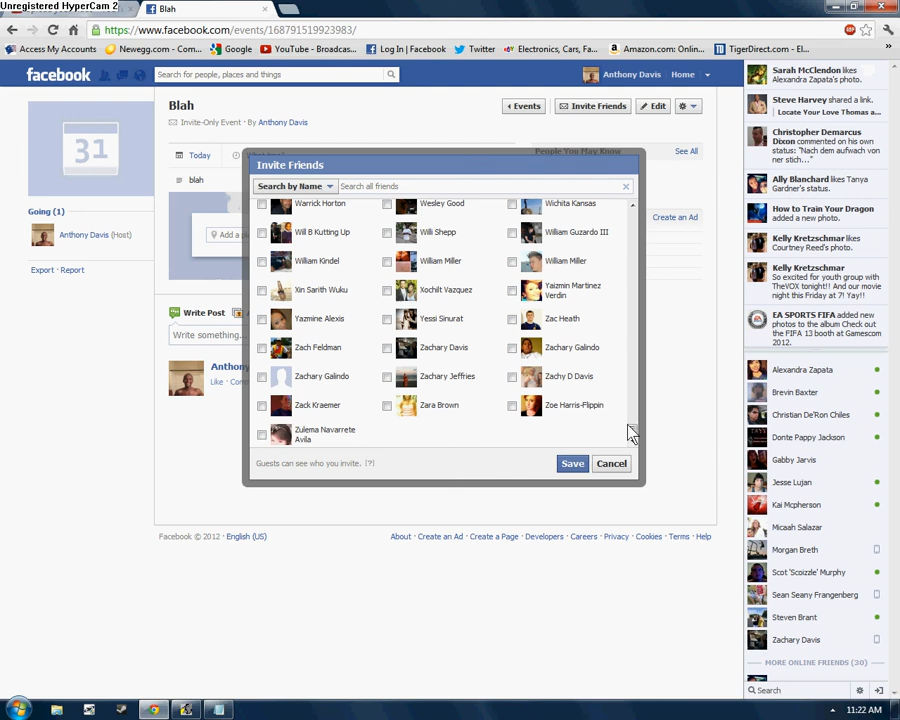 Unregistered HyperCam 2
Blah
https://www.facebook.com/events/168791519923983/
Access My Accounts
Newegg.com - Com...
Google
YouTube - Broadcas...
Log In | Facebook
Twitter
Electronics, Cars, Fa...
Amazon.com: Onlin...
TigerDirect.com - El...
facebook
Search for people, places and things
Anthony Davis
Home
Blah
Invite-Only Event · By Anthony Davis
Events
Invite Friends
Edit
31
Going (1)
Anthony Davis (Host)
Export · Report
Today
blah
Add a
People You May Know
See All
Create an Ad
Write Post
Write something...
Anthony
Like
Invite Friends
Search by Name
Search all friends
Warrick Horton
Wesley Good
Wichita Kansas
Will B Kutting Up
Willi Shepp
William Guzardo III
William Kindel
William Miller
William Miller
Xin Sarith Wuku
Xochilt Vazquez
Yaizmin Martinez
Verdin
Yazmine Alexis
Yessi Sinurat
Zac Heath
Zach Feldman
Zachary Davis
Zachary Galindo
Zachary Galindo
Zachary Jeffries
Zachy D Davis
Zack Kraemer
Zara Brown
Zoe Harris-Flippin
Zulema Navarrete
Avila
Guests can see who you invite. [?]
Save
Cancel
Facebook © 2012 · English (US)
About · Create an Ad · Create a Page · Developers · Careers · Privacy · Cookies · Terms · Help
Sarah McClendon likes
Alexandra Zapata's photo.
Steve Harvey shared a link.
Locate Your Love Thomas a...
Christopher Demarcus
Dixon commented on his
own status: "Nach dem aufwach von
ner stich..."
Ally Blanchard likes Tanya
Gardner's status.
How to Train Your Dragon
added a new photo.
Kelly Kretzschmar likes
Courtney Reed's photo.
Kelly Kretzschmar
So excited for youth group with
TheVOX tonight!! And our movie
night this Friday at 7! Yay!!
EA SPORTS FIFA added new
photos to the album Check out
the FIFA 13 booth at Gamescom
2012.
Alexandra Zapata
Brevin Baxter
Christian De'Ron Chiles
Donte Pappy Jackson
Gabby Jarvis
Jesse Lujan
Kai Mcpherson
Micaah Salazar
Morgan Breth
Scot 'Scoizzle' Murphy
Sean Seany Frangenberg
Steven Brant
Zachary Davis
MORE ONLINE FRIENDS (30)
Search
11:22 AM